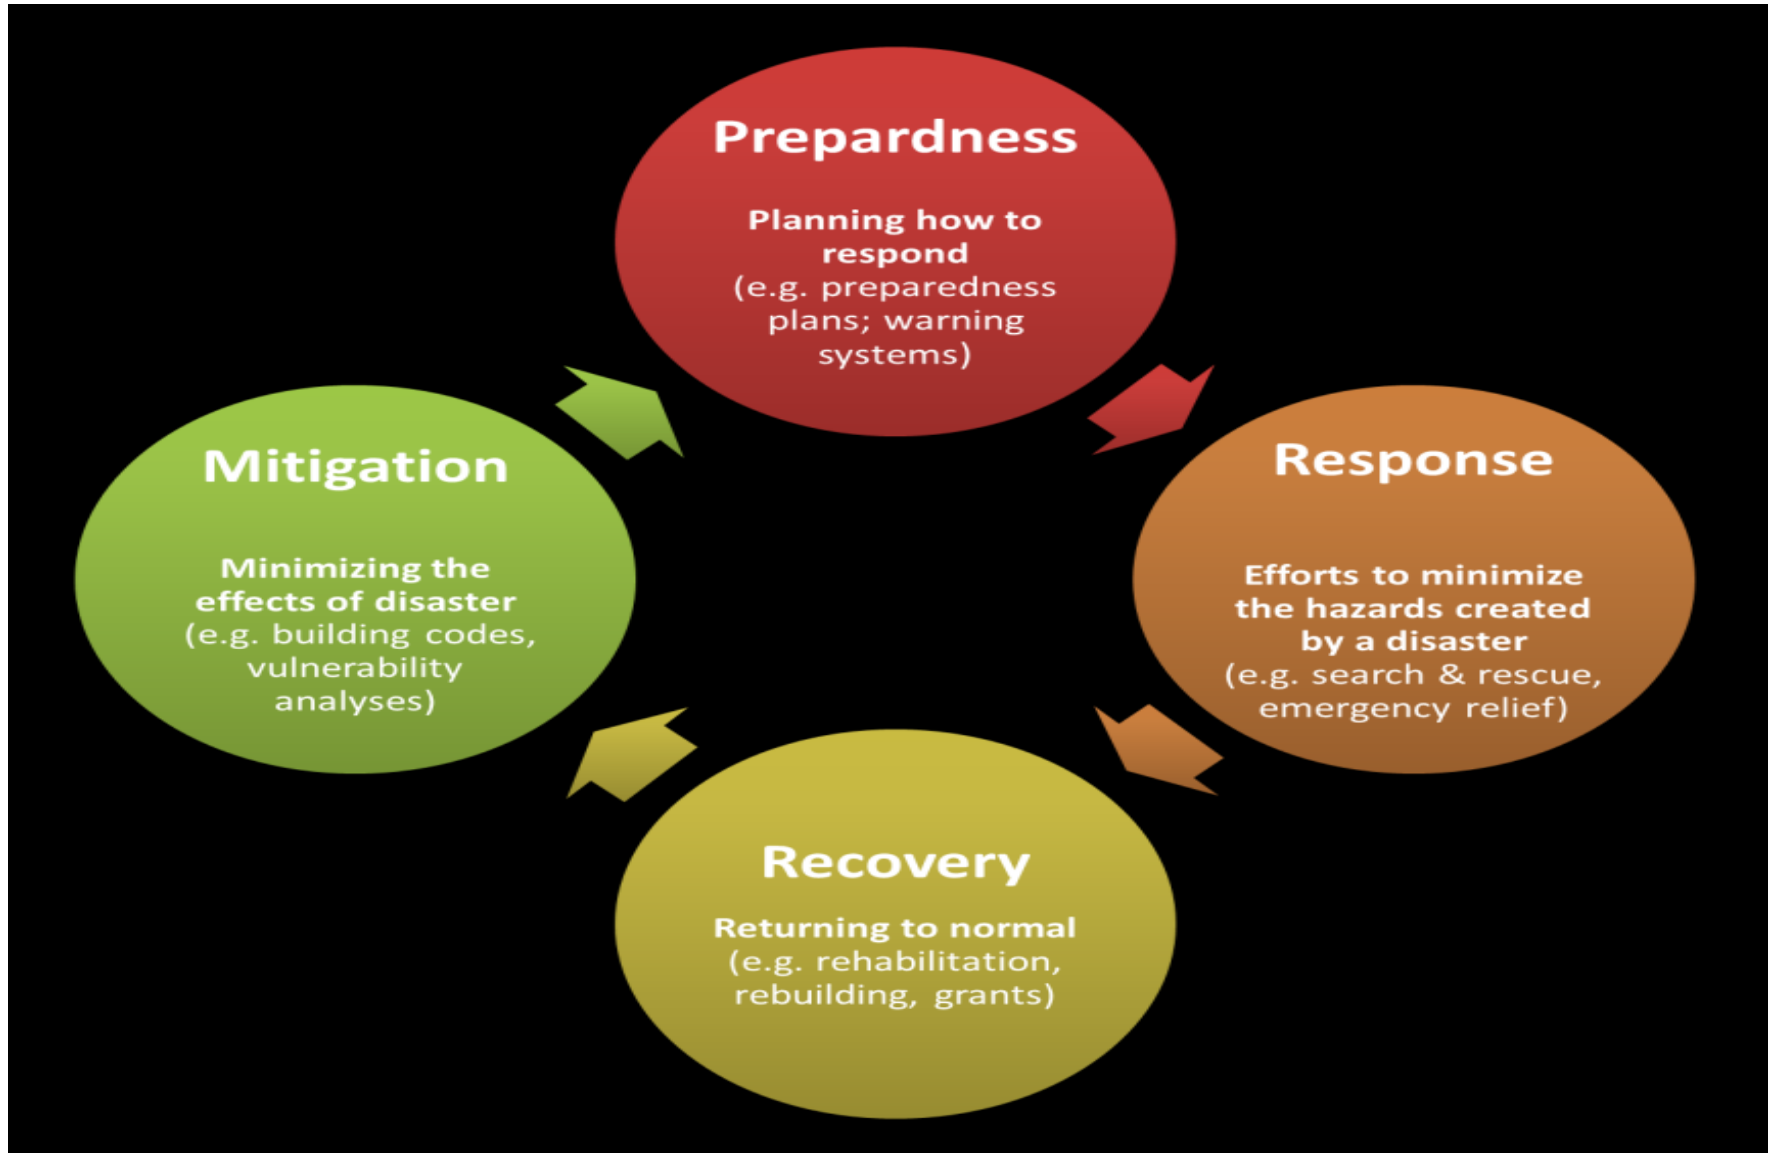 Prepardness
Planning how to
respond
(e.g. preparedness
plans; warning
systems)
Response
Efforts to minimize
the hazards created
by a disaster
(e.g. search & rescue,
emergency relief)
Recovery
Returning to normal
(e.g. rehabilitation,
rebuilding, grants)
Mitigation
Minimizing the
effects of disaster
(e.g. building codes,
vulnerability
analyses)